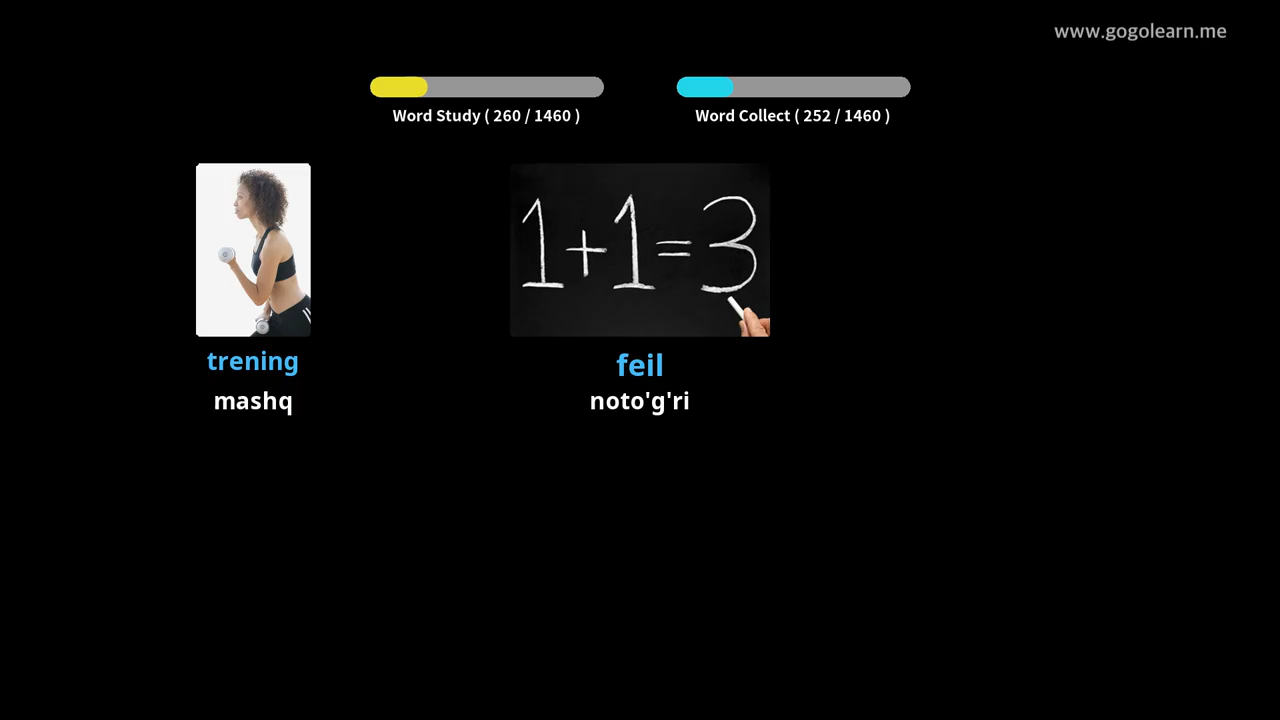 www.gogolearn.me
Word Study ( 260 / 1460 )
Word Collect ( 252 / 1460 )
1+1=3
trening
feil
mashq
noto'g'ri